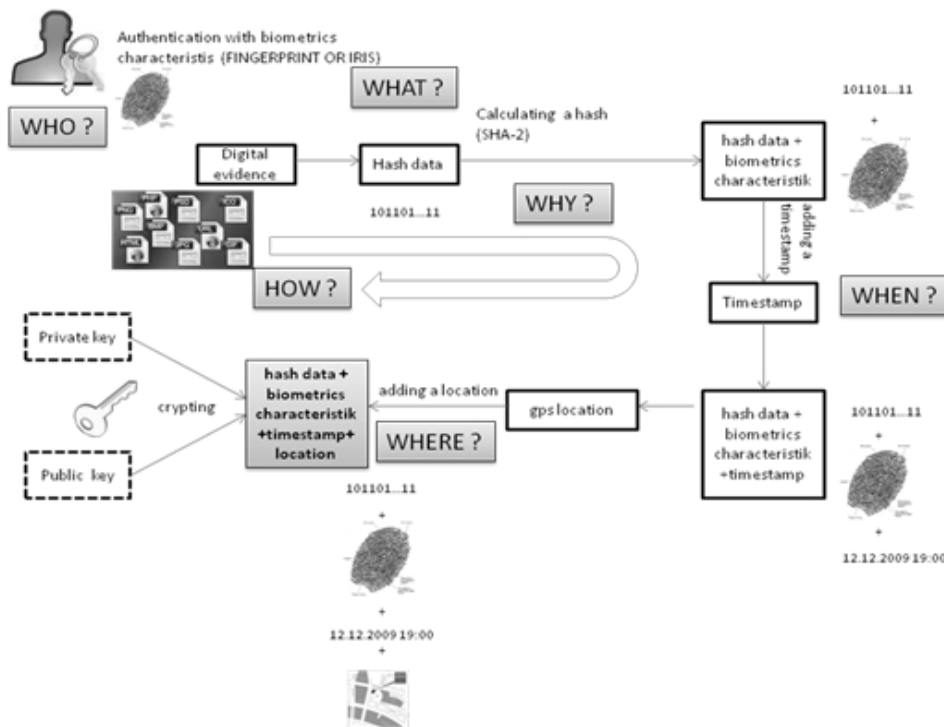 Authentication with biometrics
characteristis (FINGERPRINT OR IRIS)
WHO ?
WHAT ?
Calculating a hash
(SHA-2)
Digital
evidence
Hash data
hash data +
biometrics
characteristik
101101...11
+
101101...11
WHY ?
HOW ?
adding a
timestamp
Timestamp
WHEN ?
Private key
crypting
Public key
hash data +
biometrics
characteristik
+timestamp+
location
adding a location
WHERE ?
gps location
hash data +
biometrics
characteristik
+timestamp
101101...11
+
+
12.12.2009 19:00
101101...11
+
+
12.12.2009 19:00
+